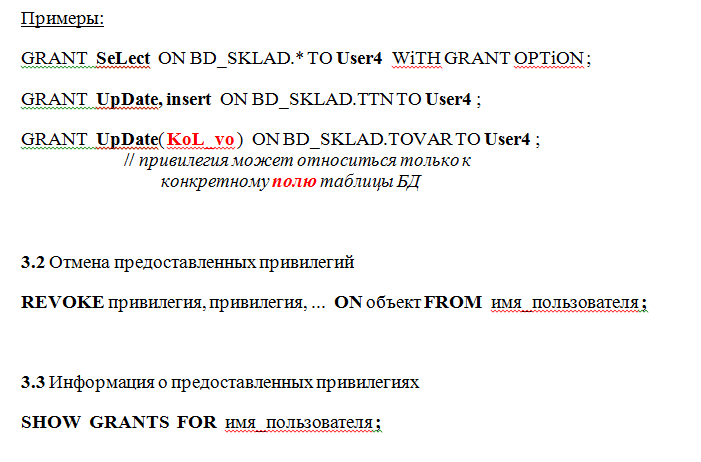 Примеры:
GRANT SeLect ON BD_SKLAD.* TO User4 WiTH GRANT OPTiON;
GRANT UpDate, insert ON BD_SKLAD.TTN TO User4 ;
GRANT UpDate( KoL_vo ) ON BD_SKLAD.TOVAR TO User4 ;
// привилегия может относиться только к
конкретному полю таблицы БД
3.2 Отмена предоставленных привилегий
REVOKE привилегия, привилегия, ... ON объект FROM имя_пользователя;
3.3 Информация о предоставленных привилегиях
SHOW GRANTS FOR имя_пользователя;